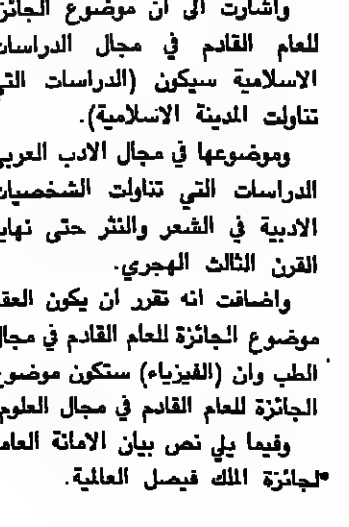 واشارت الى ان موضوع الجائزة
للعام القادم في مجال الدراسات
الاسلامية سيكون (الدراسات التي
تناولت المدينة الاسلامية).
وموضوعها في مجال الادب العربي
الدراسات التي تناولت الشخصيات
الادبية في الشعر والنثر حتى نهاية
القرن الثالث الهجري.
واضافت انه تقرر ان يكون العقم
موضوع الجائزة للعام القادم في مجال
الطب وان (الفيزياء) ستكون موضوع
الجائزة للعام القادم في مجال العلوم.
وفيما يلي نص بيان الامانة العامة
لجائزة الملك فيصل العالمية.